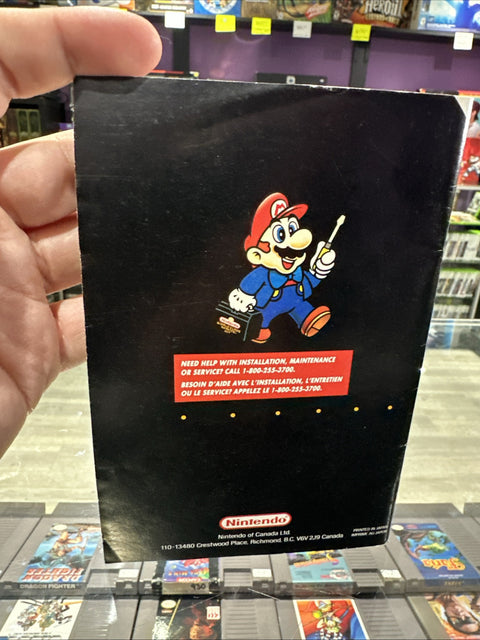 NEED HELP WITH INSTALLATION, MAINTENANCE
OR SERVICE? CALL 1-800-255-3700.
BESOIN D'AIDE AVEC L'INSTALLATION, L'ENTRETIEN
OU LE SERVICE? APPELEZ LE 1-800-255-3700.
Nintendo
Nintendo of Canada Ltd.
110-13480 Crestwood Place, Richmond, B.C. V6V 2J9 Canada
PRINTED IN JAPAN
IMPRIMÉ AU JAPON
DRAGON FIGHTER